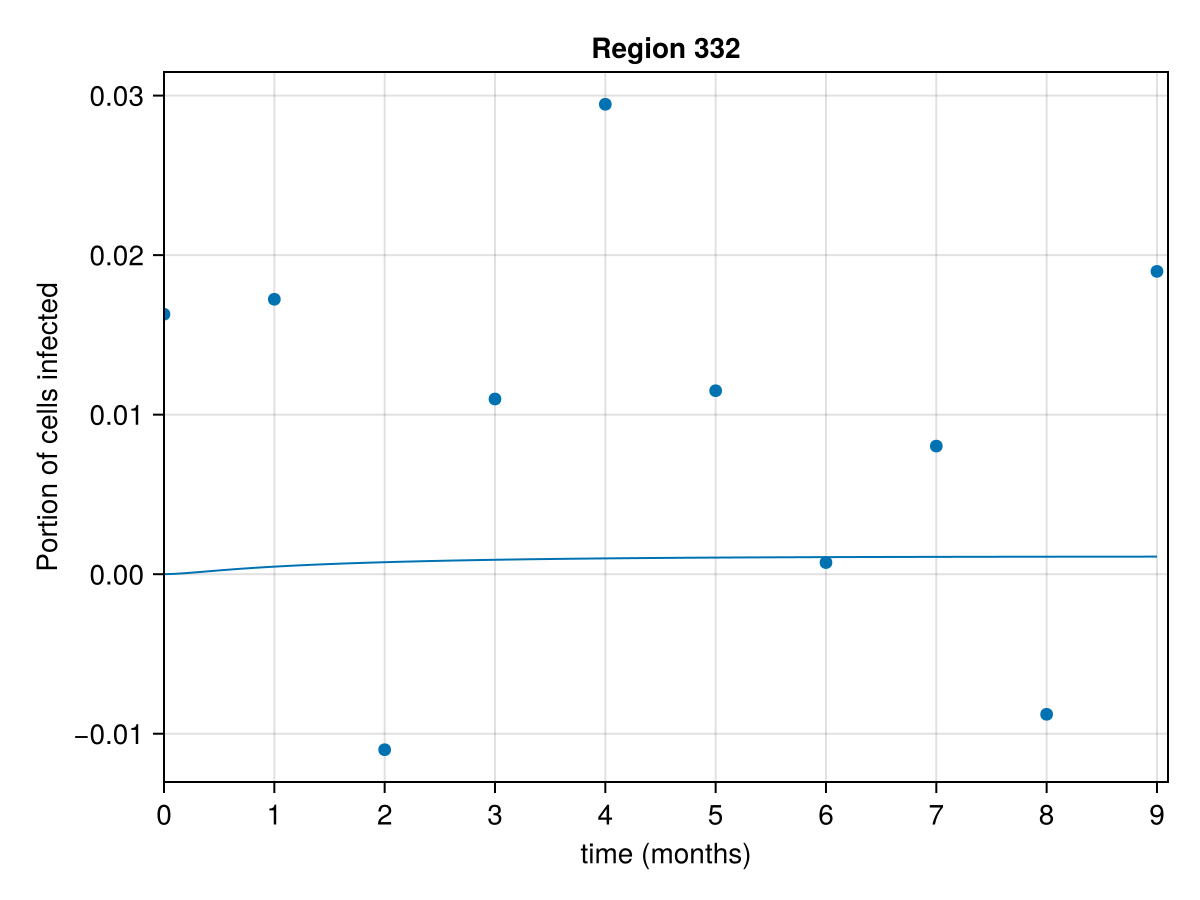 Region 332
Portion of cells infected
0.03
0.02
0.01
0.00
−0.01
0 1 2 3 4 5 6 7 8 9
time (months)